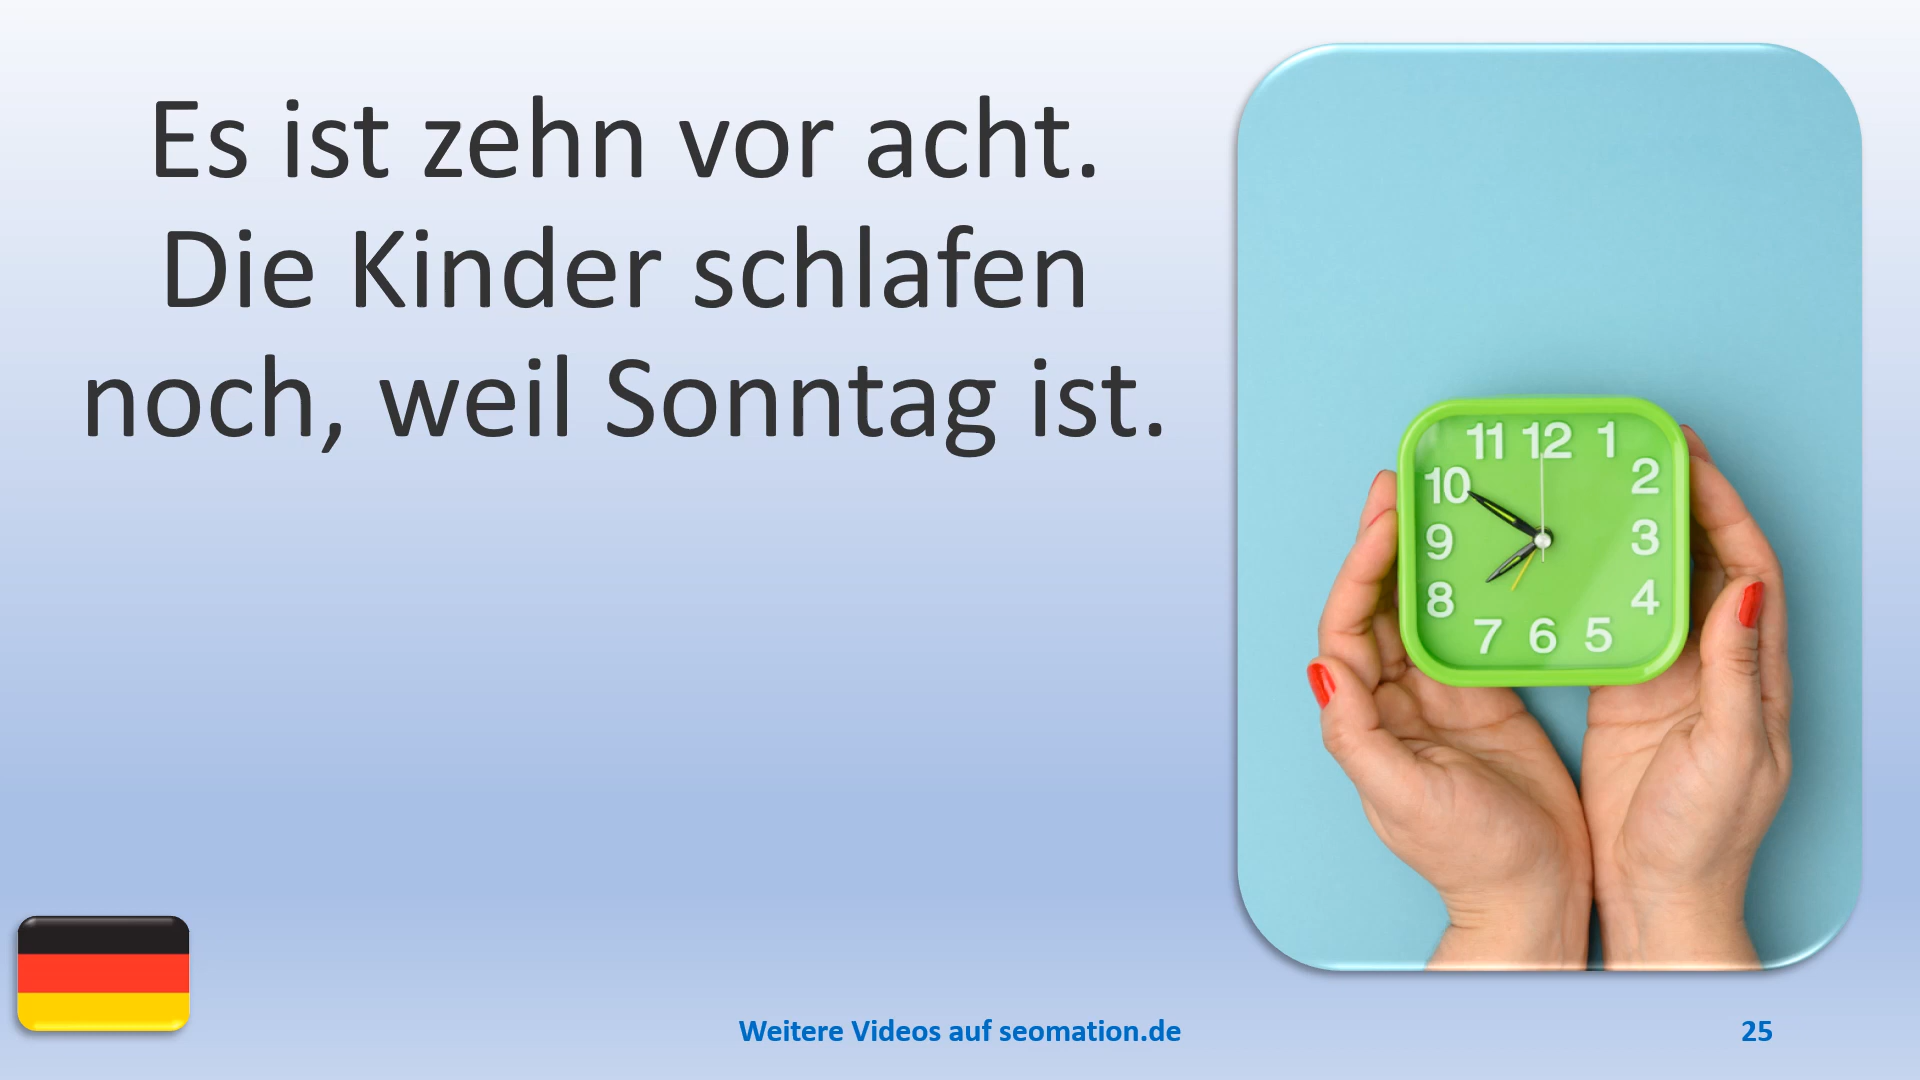 Es ist zehn vor acht.
Die Kinder schlafen
noch, weil Sonntag ist.
11 12 1
10 2
9 3
8 4
7 6 5
Weitere Videos auf seomation.de
25